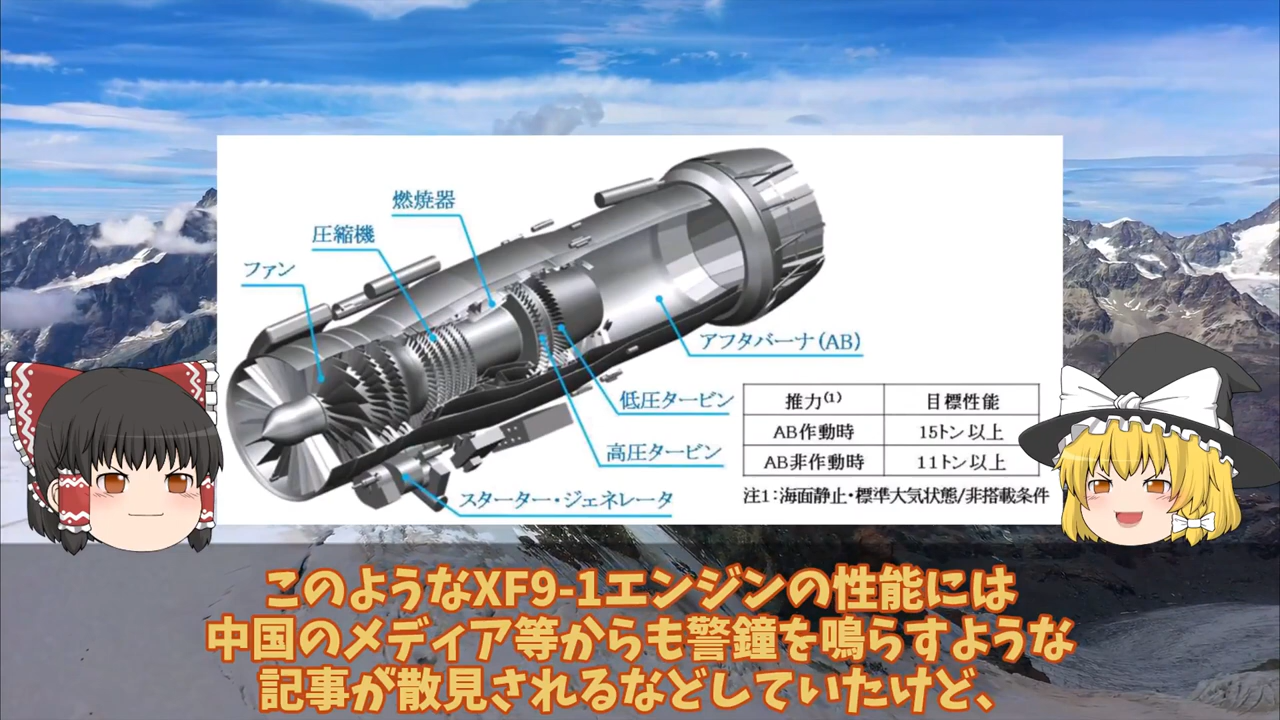 燃焼器
圧縮機
ファン
アフタバーナ(AB)
低圧タービン
高圧タービン
スターター・ジェネレータ
推力(1) 目標性能
AB作動時 15トン以上
AB非作動時 11トン以上
注1:海面静止・標準大気状態/非搭載条件
このようなXF9-1エンジンの性能には
中国のメディア等からも警鐘を鳴らすような
記事が散見されるなどしていたけど、